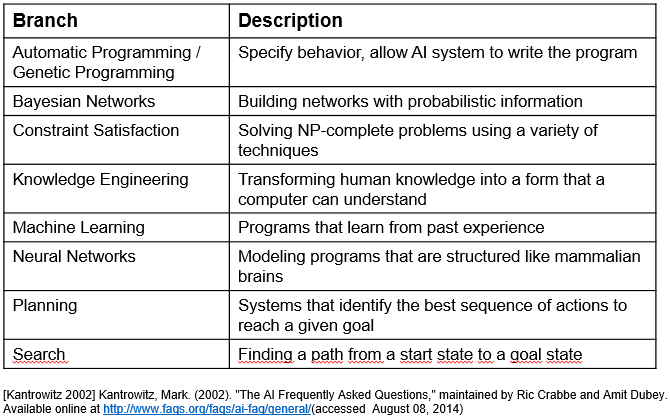 Branch Description
Automatic Programming / Specify behavior, allow AI system to write the program
Genetic Programming
Bayesian Networks Building networks with probabilistic information
Constraint Satisfaction Solving NP-complete problems using a variety of
techniques
Knowledge Engineering Transforming human knowledge into a form that a
computer can understand
Machine Learning Programs that learn from past experience
Neural Networks Modeling programs that are structured like mammalian
brains
Planning Systems that identify the best sequence of actions to
reach a given goal
Search Finding a path from a start state to a goal state
[Kantrowitz 2002] Kantrowitz, Mark. (2002). "The AI Frequently Asked Questions," maintained by Ric Crabbe and Amit Dubey.
Available online at http://www.faqs.org/faqs/ai-faq/general/(accessed August 08, 2014)